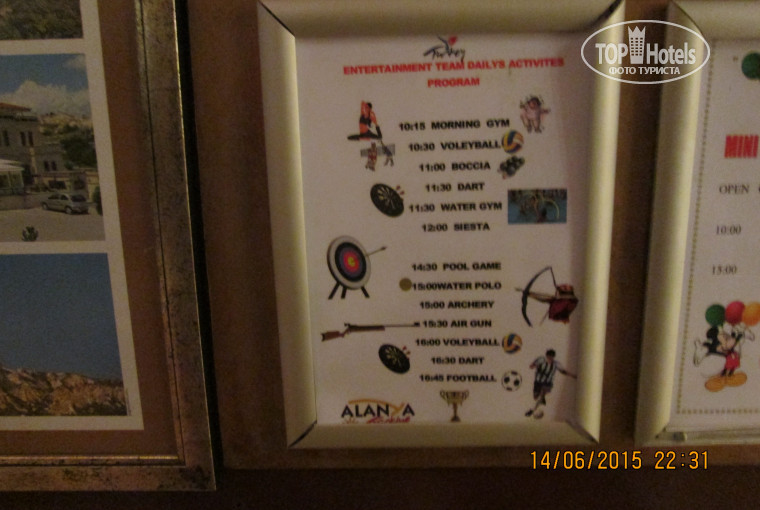 TOP Hotels
ФОТО ТУРИСТА
Turkey
ENTERTAINMENT TEAM DAILYS ACTIVITES
PROGRAM
10:15 MORNING GYM
10:30 VOLEYBALL
11:00 BOCCIA
11:30 DART
11:30 WATER GYM
12:00 SIESTA
14:30 POOL GAME
15:00WATER POLO
15:00 ARCHERY
15:30 AIR GUN
16:00 VOLEYBALL
16:30 DART
16:45 FOOTBALL
ALANYA
MINI
OPEN
10:00
15:00
14/06/2015 22:31